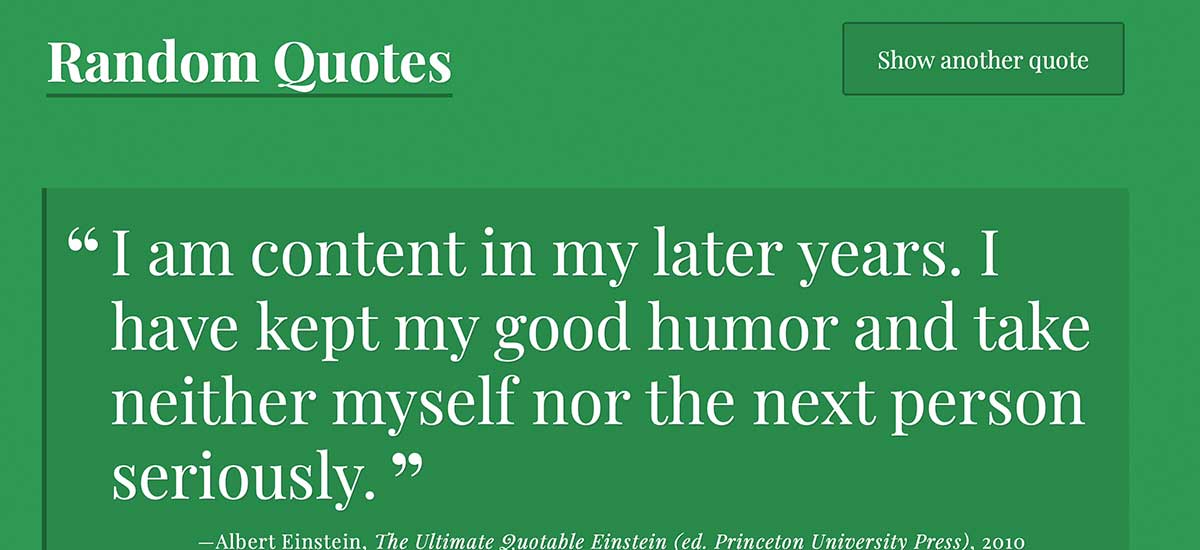 Random Quotes
Show another quote
“ I am content in my later years. I
have kept my good humor and take
neither myself nor the next person
seriously. ”
—Albert Einstein, The Ultimate Quotable Einstein (ed. Princeton University Press), 2010